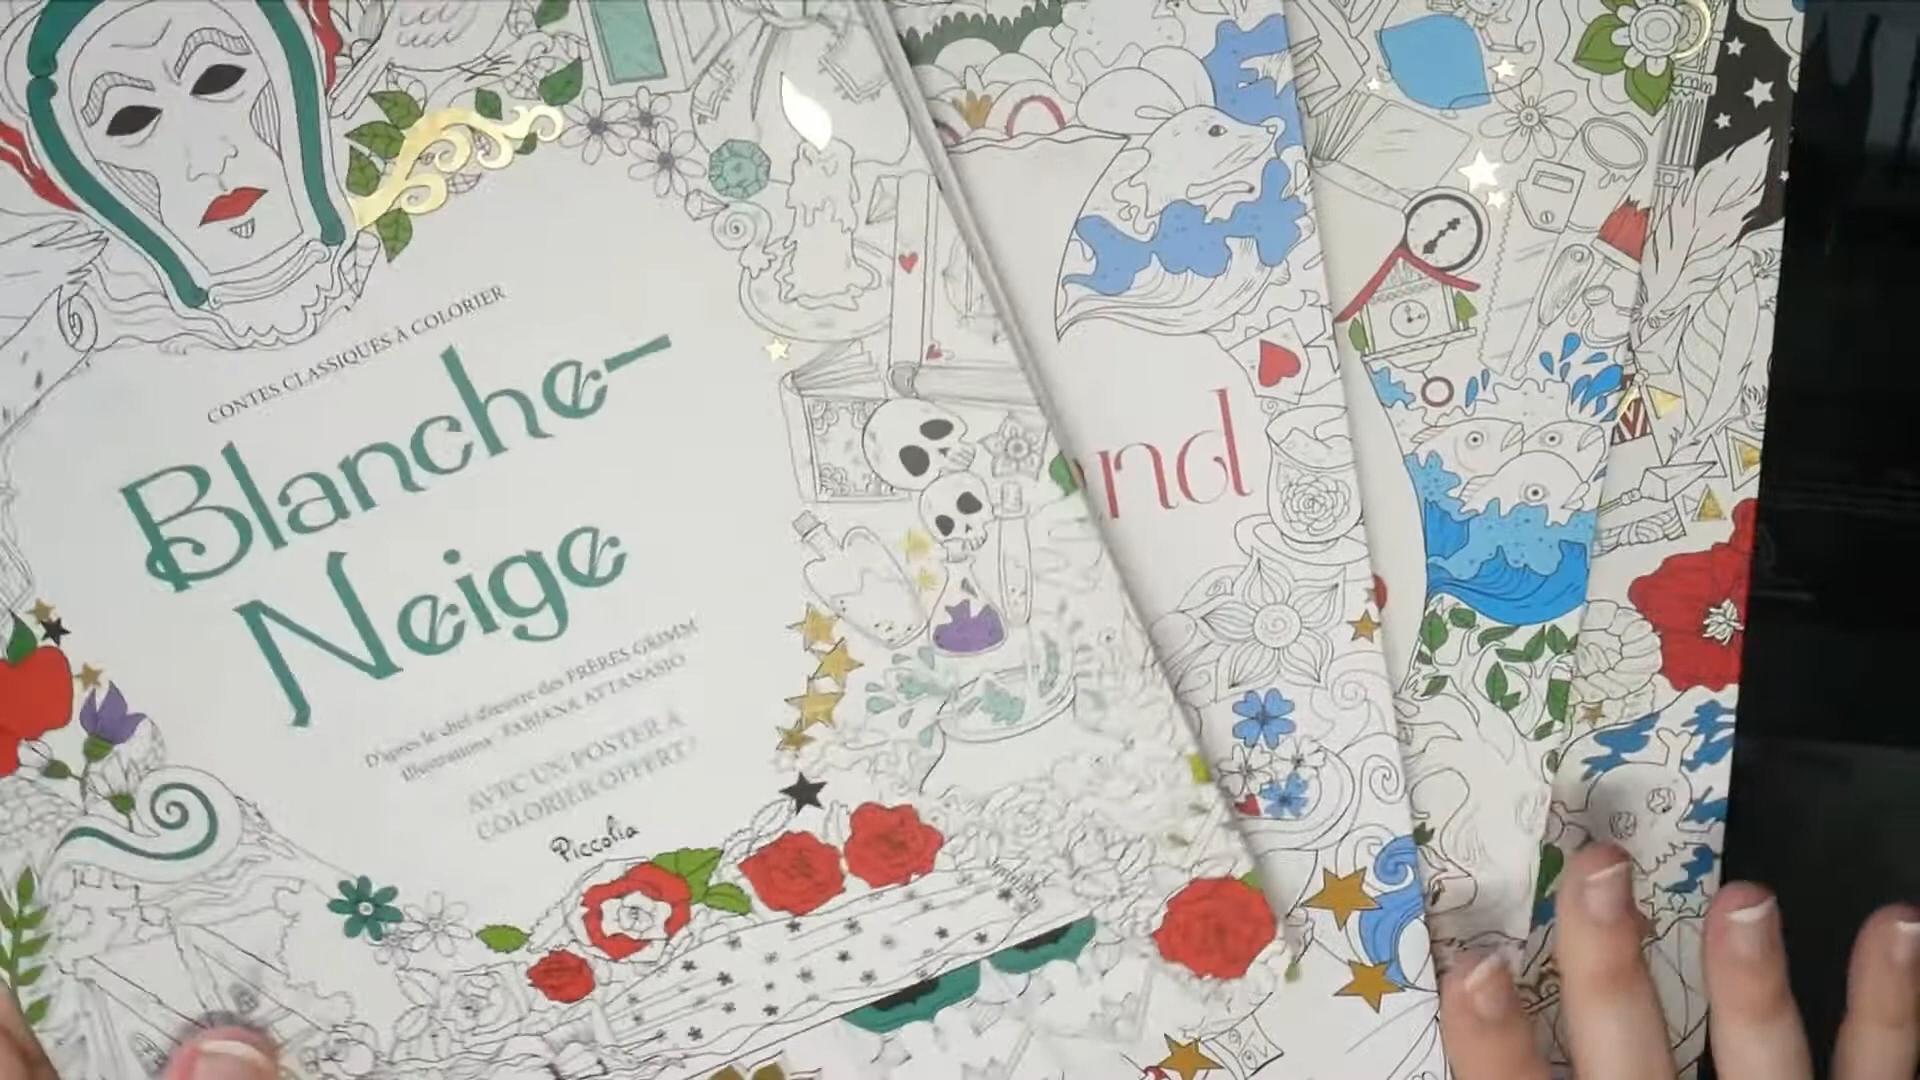 CONTES CLASSIQUES À COLORIER
Blanche-
Neige
D'après le chef-d'œuvre des FRÈRES GRIMM
Illustrations : FABIANA ATTANASIO
AVEC UN POSTER À
COLORIER OFFERT !
Piccolia
nd